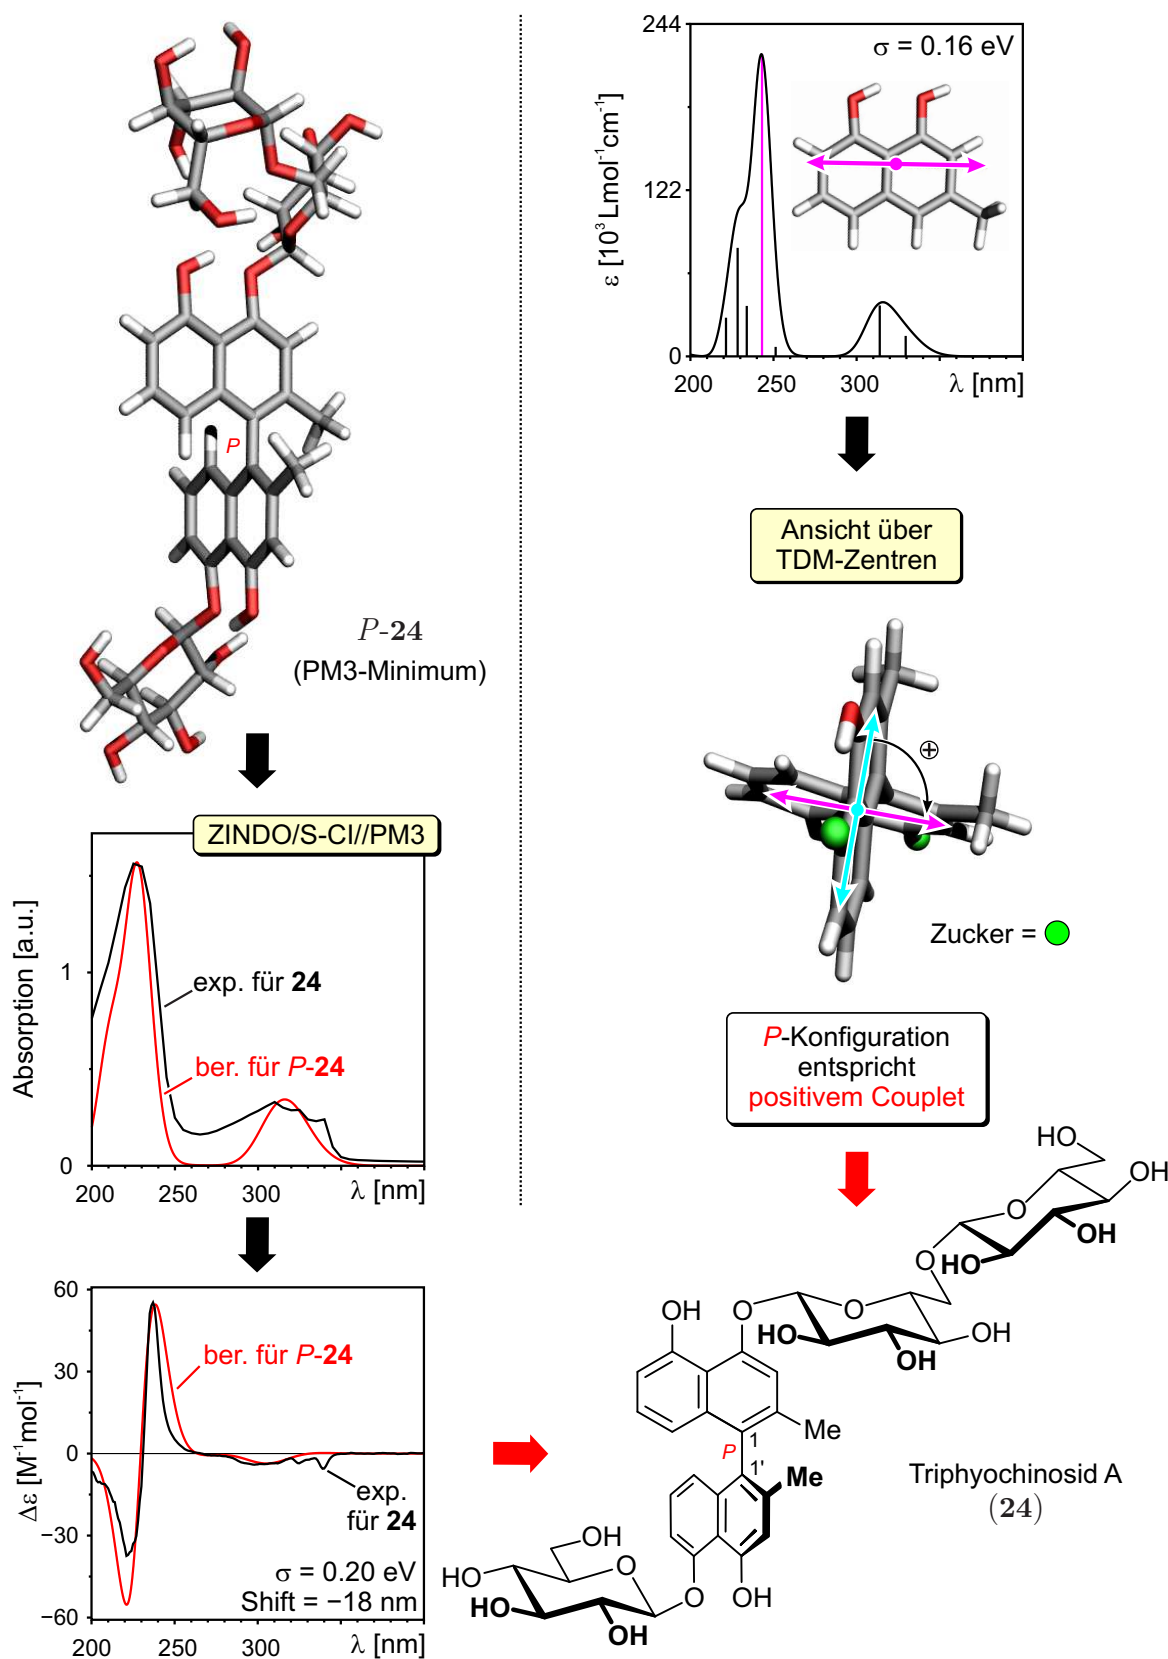 P
P-24
(PM3-Minimum)
ZINDO/S-CI//PM3
Absorption [a.u.]
1
0
exp. für 24
ber. für P-24
200
250
300
λ [nm]
60
30
0
−30
−60
Δε [M⁻¹mol⁻¹]
ber. für P-24
exp.
für 24
σ = 0.20 eV
Shift = −18 nm
200
250
300
λ [nm]
244
122
0
ε [10³ Lmol⁻¹cm⁻¹]
σ = 0.16 eV
200
250
300
λ [nm]
Ansicht über
TDM-Zentren
⊕
Zucker =
P-Konfiguration
entspricht
positivem Couplet
HO
OH
O
OH
HO
O
O
OH
O
HO
OH
OH
Me
1
P
1'
Me
OH
O
O
HO
HO
OH
OH
Triphyochinosid A
(24)